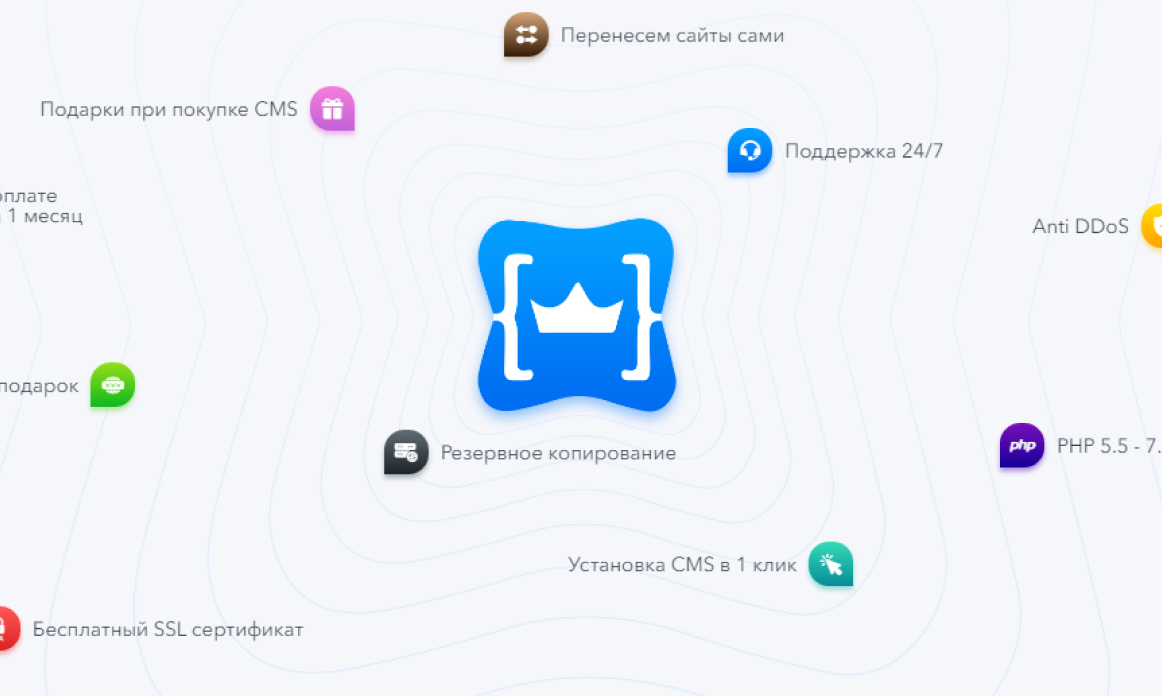 Перенесем сайты сами
Подарки при покупке CMS
Поддержка 24/7
1 месяц
Anti DDoS
подарок
php
PHP 5.5 - 7.
Резервное копирование
Установка CMS в 1 клик
Бесплатный SSL сертификат